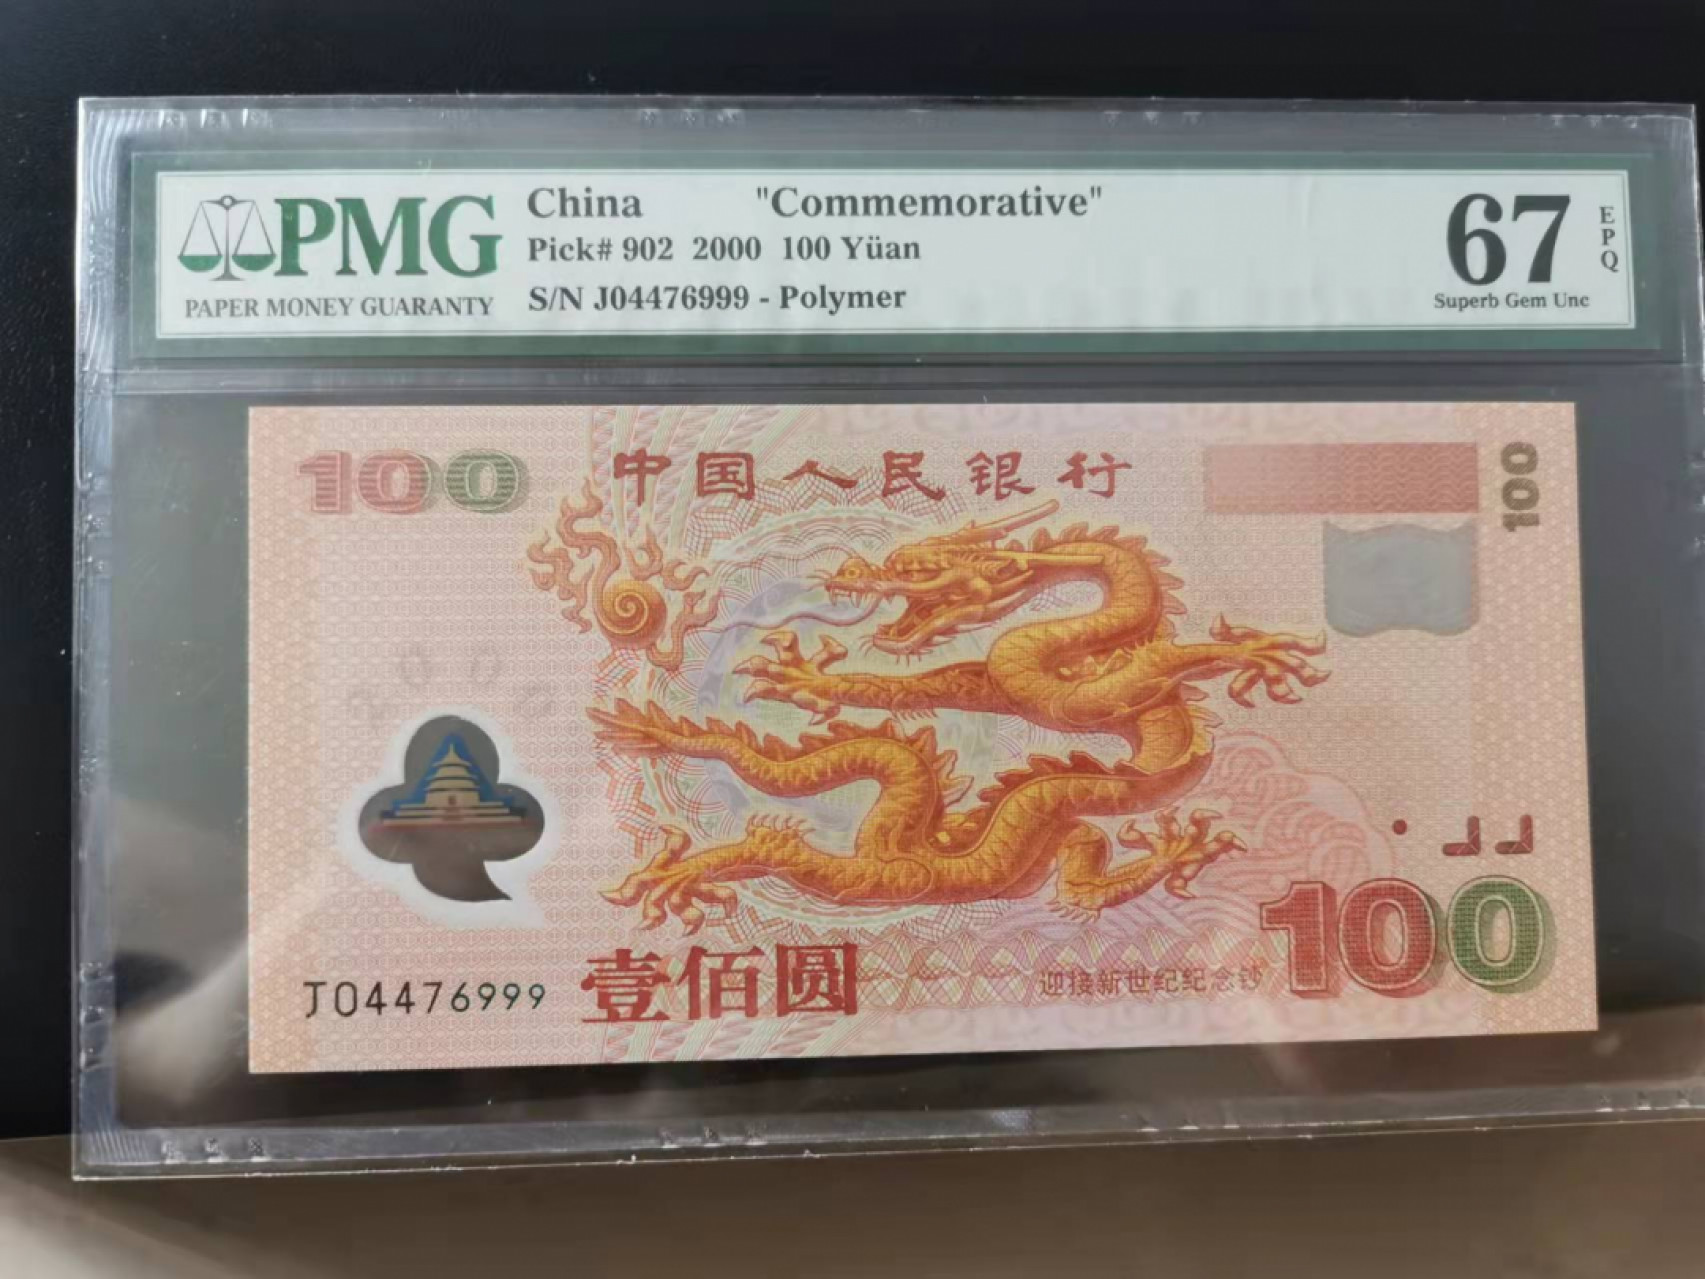 PMG
PAPER MONEY GUARANTY
China "Commemorative"
Pick# 902 2000 100 Yüan
S/N J04476999 - Polymer
67
EPQ
Superb Gem Unc
100
中国人民银行
100
J04476999
壹佰圆
迎接新世纪纪念钞
100